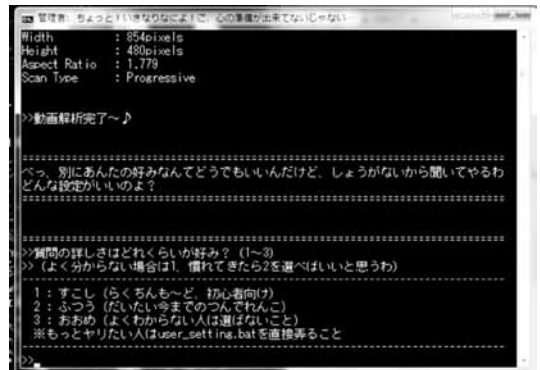 管理者: ちょっと!いきなりなによ!こ、心の準備が出来てないじゃない
Width : 854pixels
Height : 480pixels
Aspect Ratio : 1.779
Scan Type : Progressive
>>動画解析完了～♪
べっ、別にあんたの好みなんてどうでもいいんだけど、しょうがないから聞いてやるわ
どんな設定がいいのよ?
>>質問の詳しさはどれくらいが好み? (1～3)
>> (よく分からない場合は1、慣れてきたら2を選べばいいと思うわ)
1 : すこし (らくちんも～ど、初心者向け)
2 : ふつう (だいたい今までのつんでれんこ)
3 : おおめ (よくわからない人は選ばないこと)
※もっとヤリたい人はuser_setting.batを直接弄ること
>>